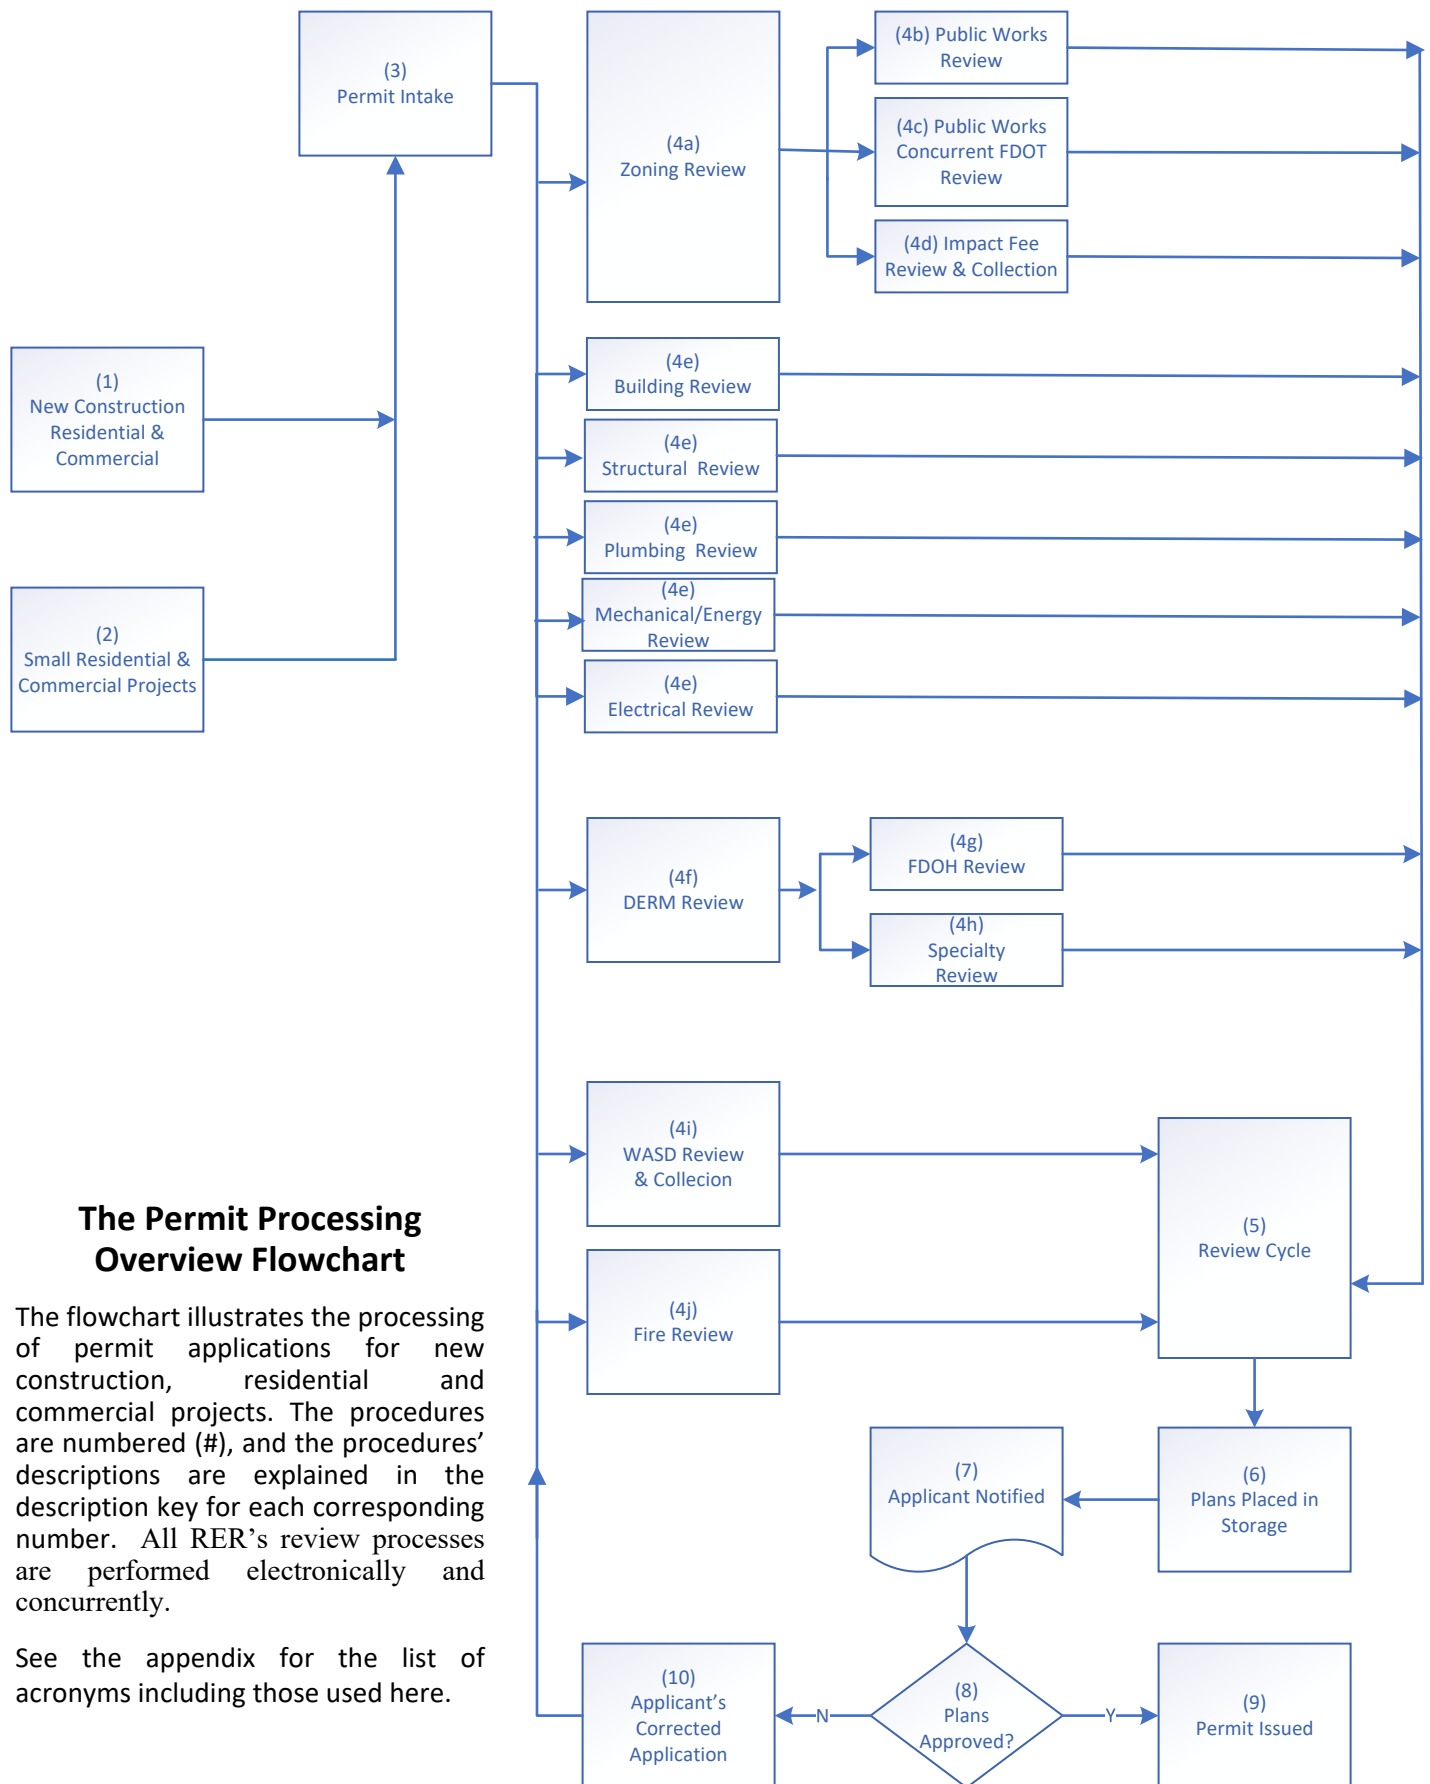 (3)
Permit Intake
(4a)
Zoning Review
(4b) Public Works
Review
(4c) Public Works
Concurrent FDOT
Review
(4d) Impact Fee
Review & Collection
(1)
New Construction
Residential &
Commercial
(2)
Small Residential &
Commercial Projects
(4e)
Building Review
(4e)
Structural Review
(4e)
Plumbing Review
(4e)
Mechanical/Energy
Review
(4e)
Electrical Review
(4f)
DERM Review
(4g)
FDOH Review
(4h)
Specialty
Review
(4i)
WASD Review
& Collecion
(4j)
Fire Review
(5)
Review Cycle
(6)
Plans Placed in
Storage
(7)
Applicant Notified
(8)
Plans
Approved?
N
Y
(9)
Permit Issued
(10)
Applicant’s
Corrected
Application
The Permit Processing
Overview Flowchart
The flowchart illustrates the processing
of permit applications for new
construction, residential and
commercial projects. The procedures
are numbered (#), and the procedures’
descriptions are explained in the
description key for each corresponding
number. All RER’s review processes
are performed electronically and
concurrently.
See the appendix for the list of
acronyms including those used here.